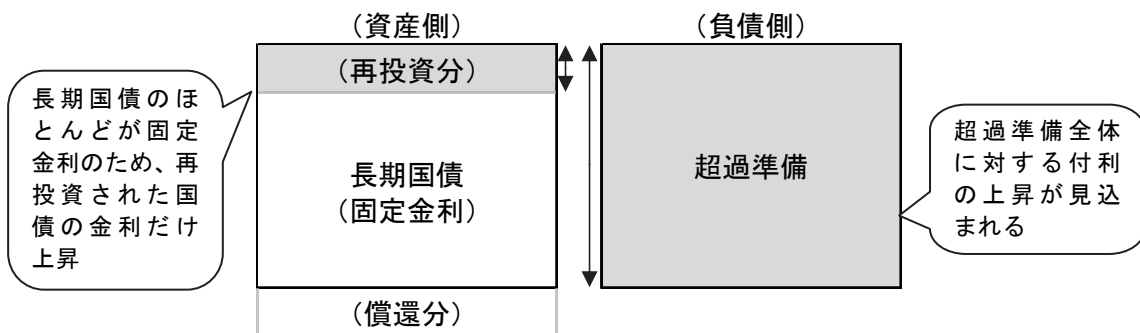 （資産側）
（負債側）
（再投資分）
長期国債のほ
とんどが固定
金利のため、再
投資された国
債の金利だけ
上昇
長期国債
（固定金利）
超過準備
超過準備全体
に対する付利
の上昇が見込
まれる
（償還分）